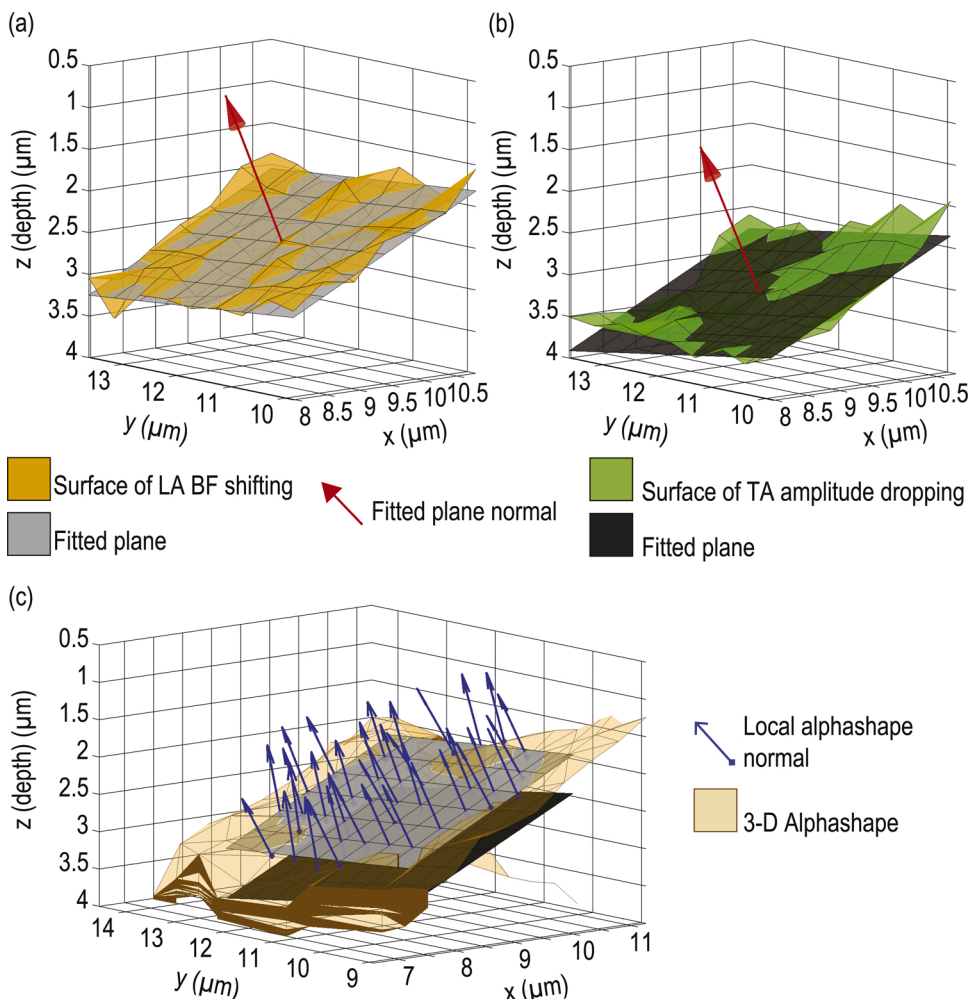 (a)
0.5
1
1.5
2
2.5
3
3.5
4
z (depth) (μm)
13
12
11
10
y (μm)
8
8.5
9
9.5
10
10.5
x (μm)
(b)
0.5
1
1.5
2
2.5
3
3.5
4
z (depth) (μm)
13
12
11
10
y (μm)
8
8.5
9
9.5
10
10.5
x (μm)
Surface of LA BF shifting
Fitted plane
Fitted plane normal
Surface of TA amplitude dropping
Fitted plane
(c)
0.5
1
1.5
2
2.5
3
3.5
4
z (depth) (μm)
14
13
12
11
10
9
y (μm)
7
8
9
10
11
x (μm)
Local alphashape
normal
3-D Alphashape